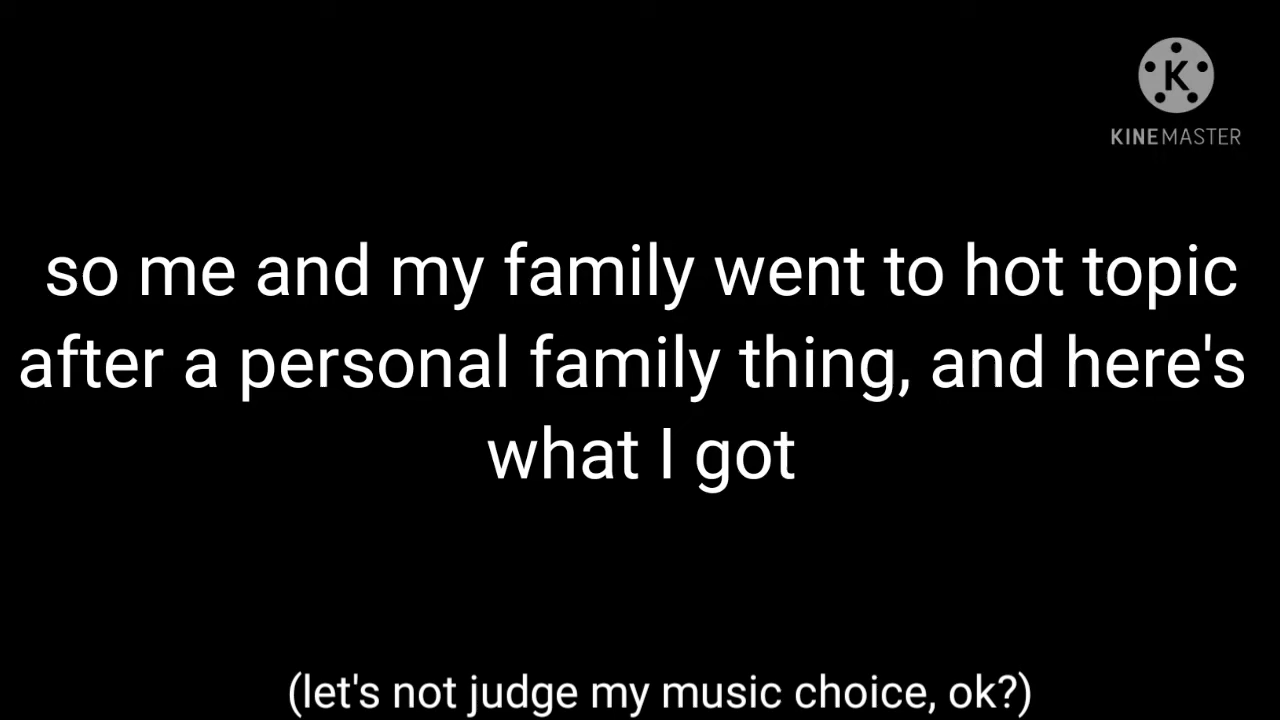 K
KINEMASTER
so me and my family went to hot topic
after a personal family thing, and here's
what I got
(let's not judge my music choice, ok?)